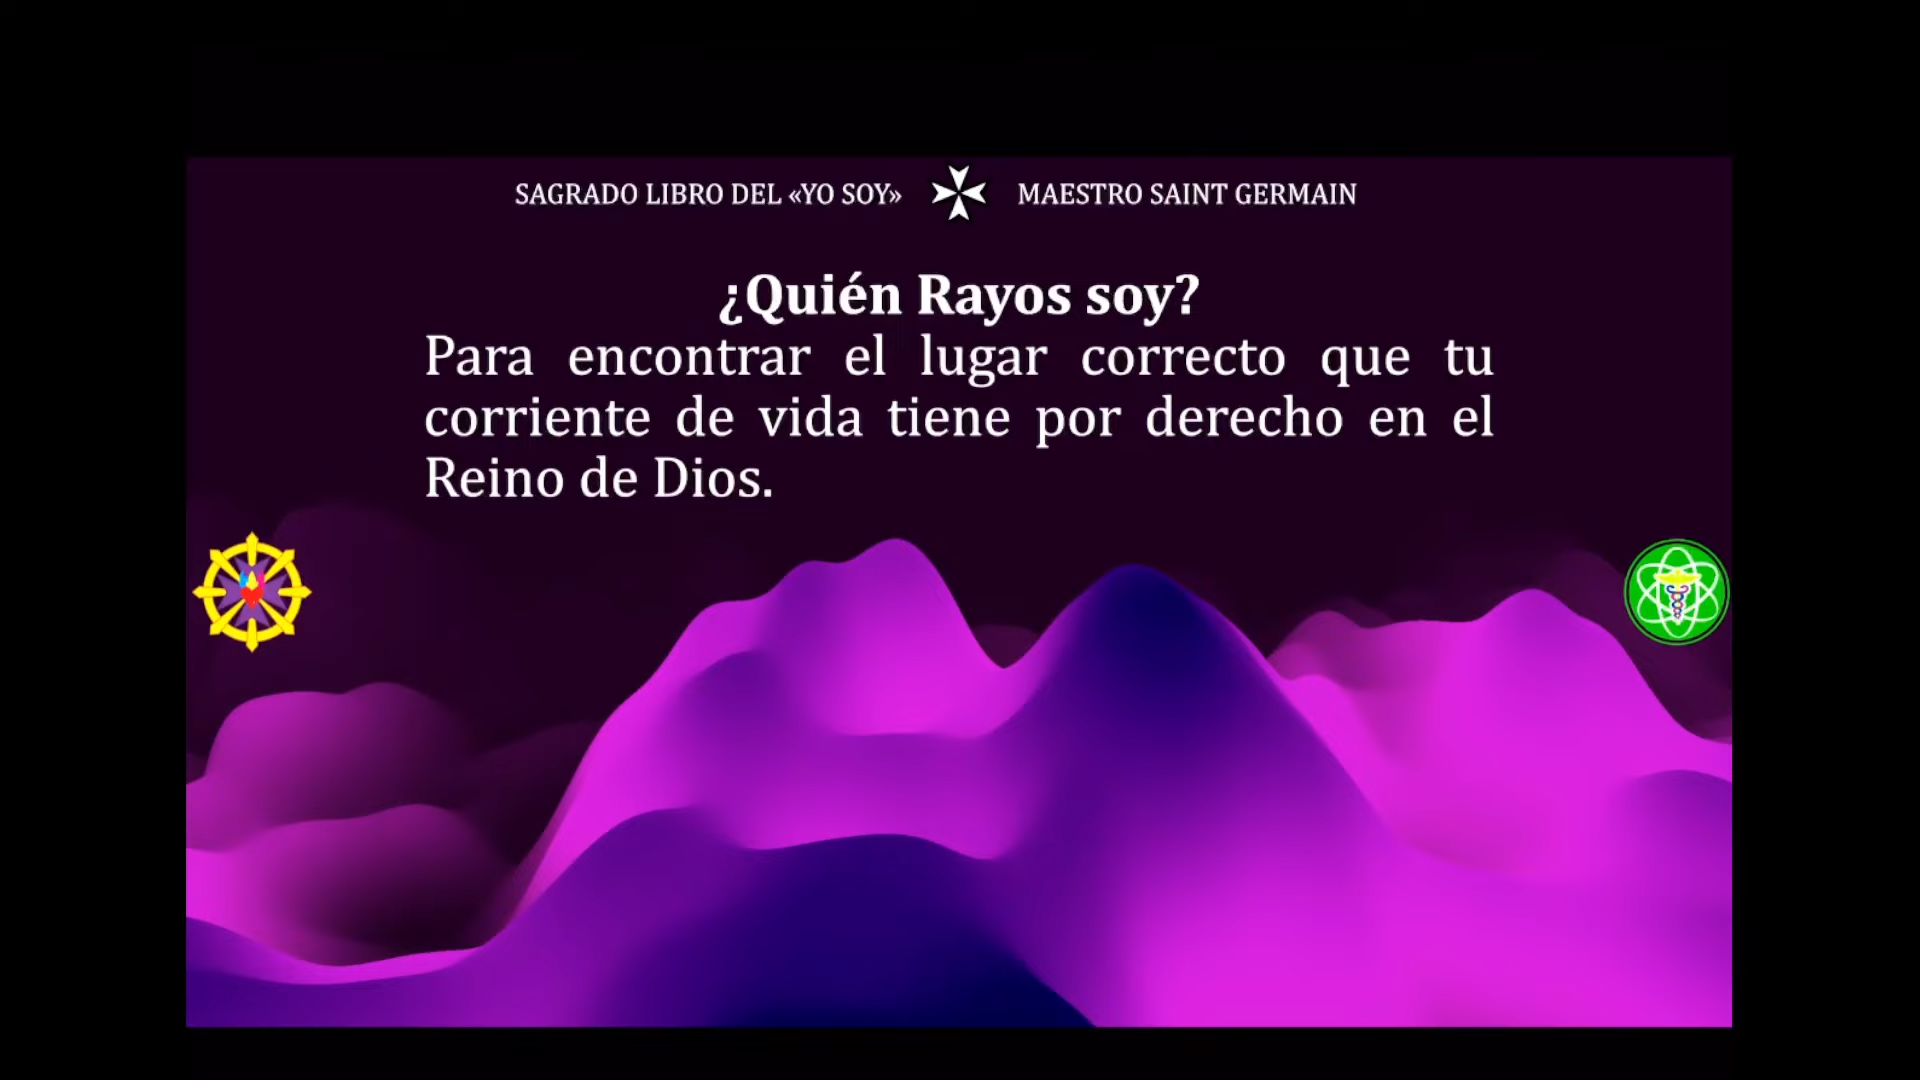 SAGRADO LIBRO DEL «YO SOY» MAESTRO SAINT GERMAIN
¿Quién Rayos soy?
Para encontrar el lugar correcto que tu
corriente de vida tiene por derecho en el
Reino de Dios.